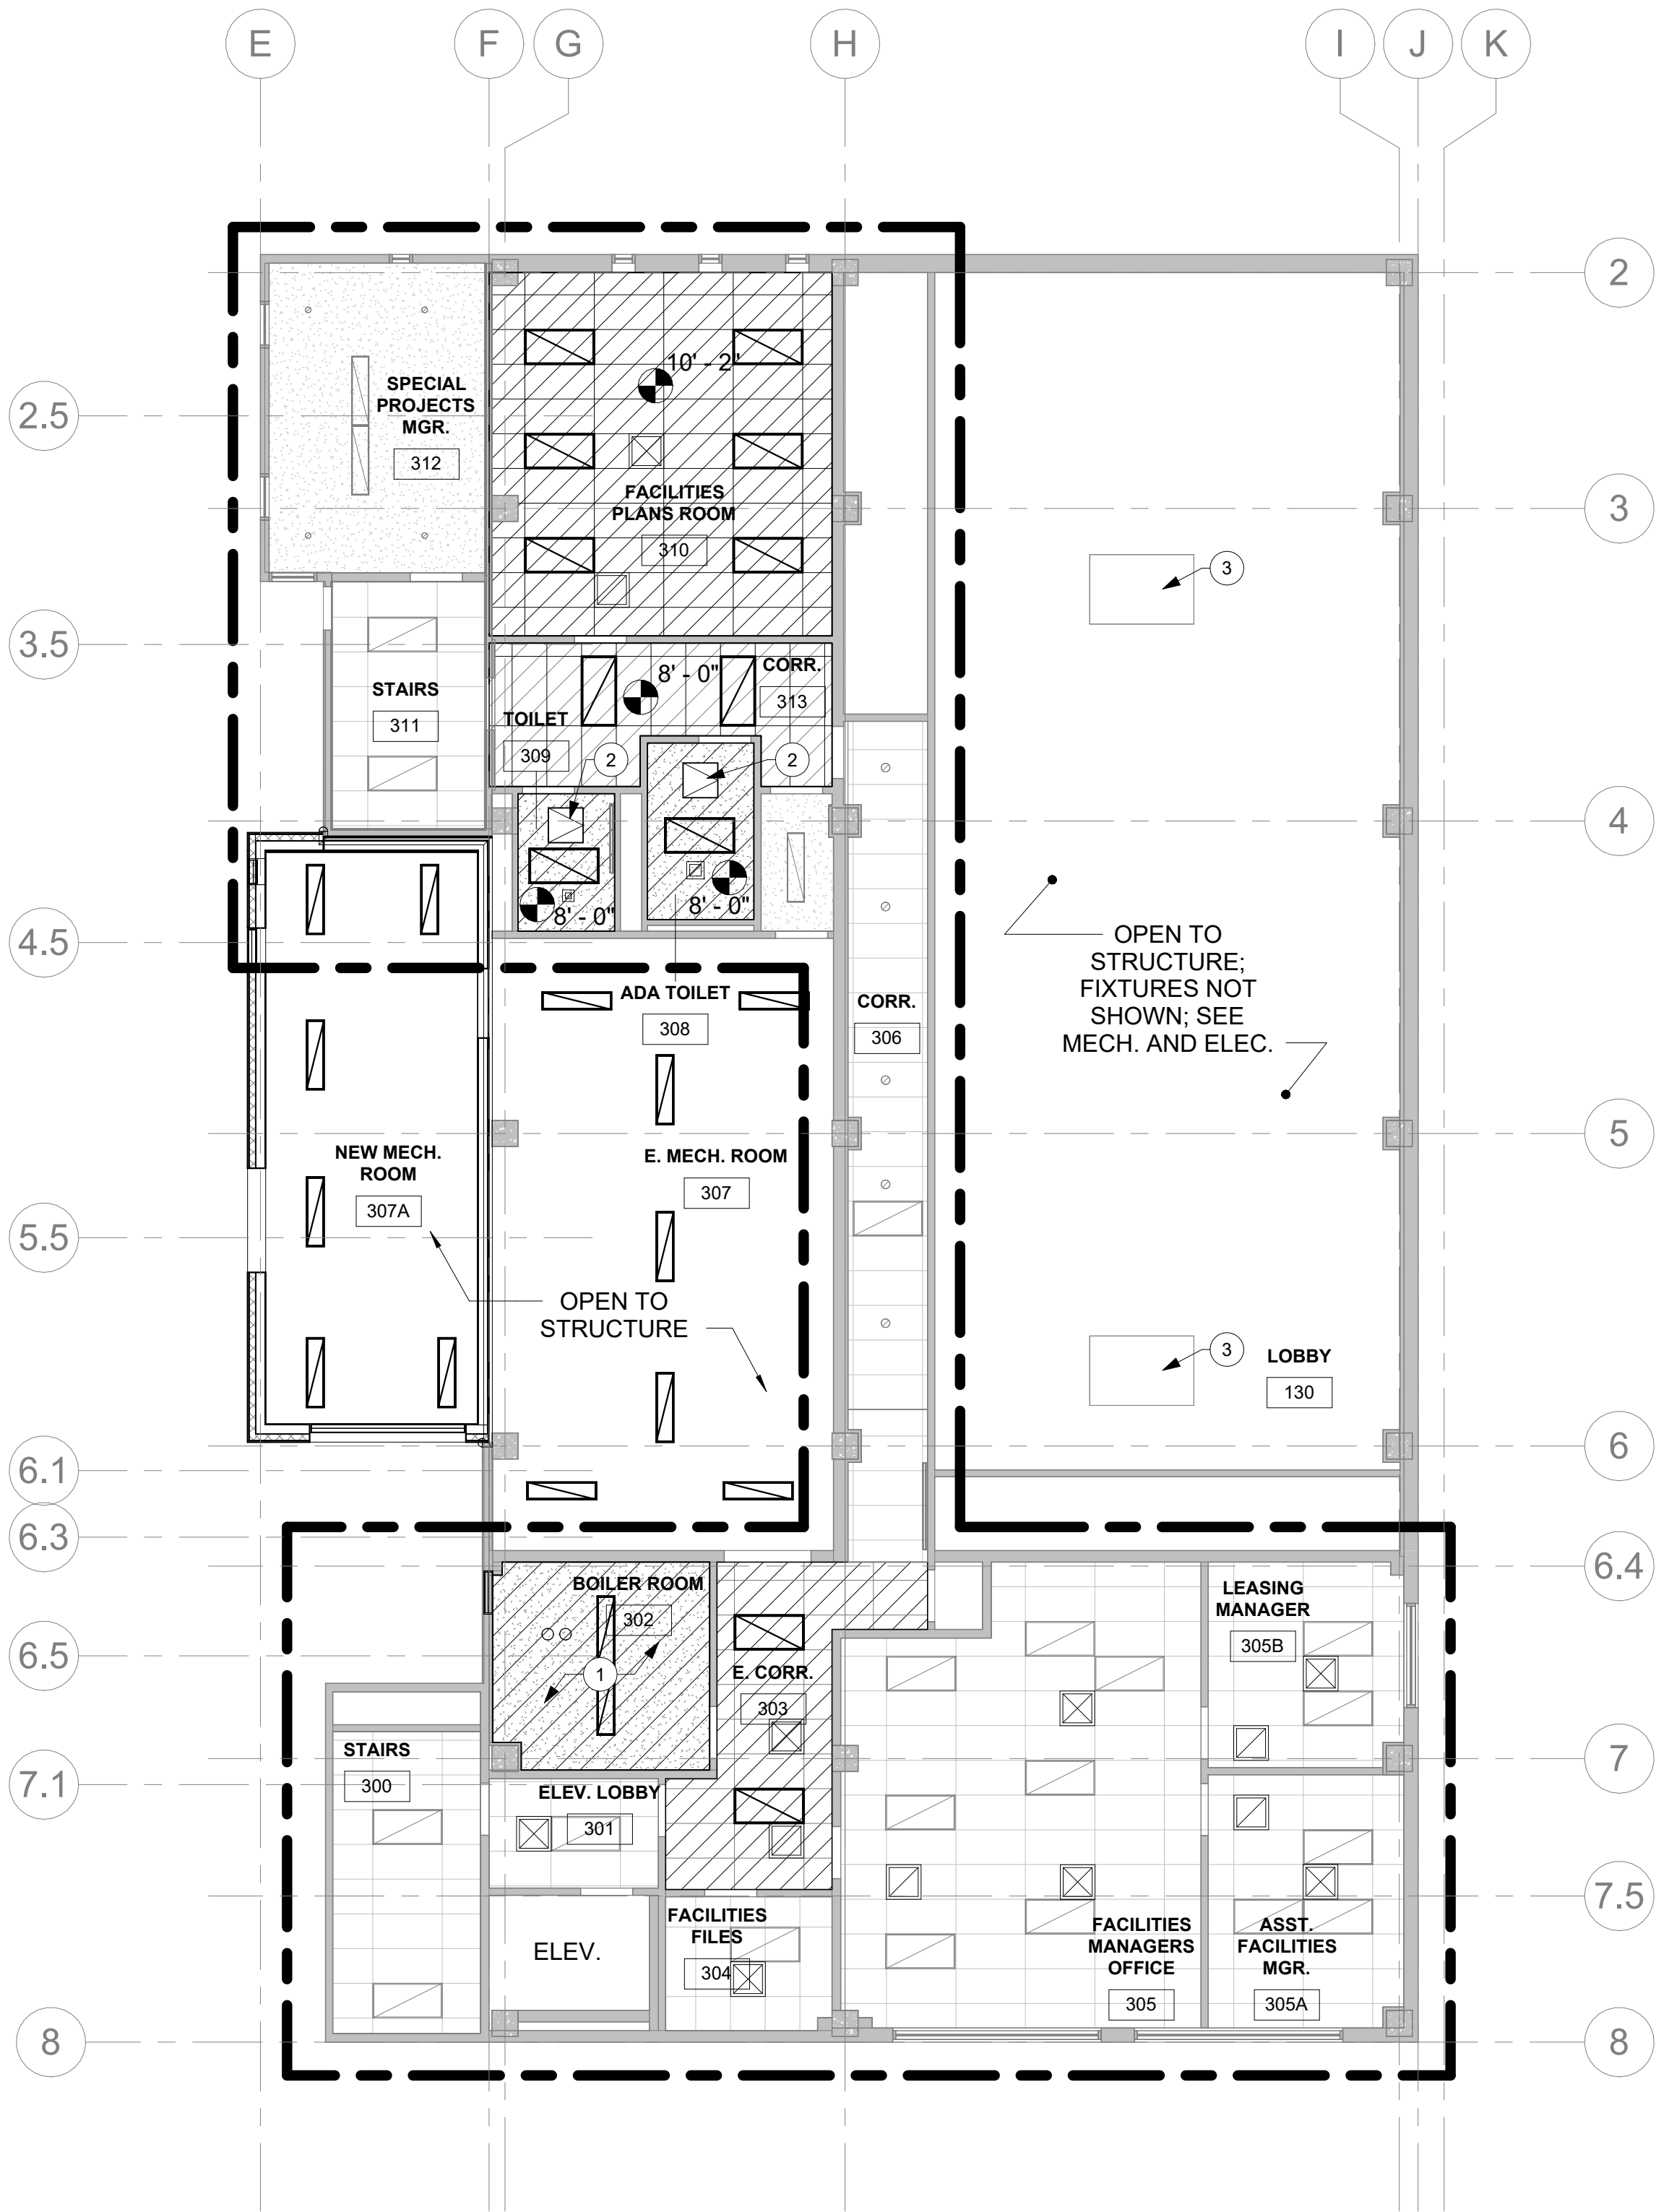 E
F
G
H
I
J
K
2
2.5
10' - 2"
SPECIAL
PROJECTS
MGR.
312
FACILITIES
PLANS ROOM
310
3
3
3.5
8' - 0"
CORR.
313
STAIRS
311
TOILET
309
2
2
4
8' - 0"
8' - 0"
4.5
OPEN TO
STRUCTURE;
FIXTURES NOT
SHOWN; SEE
MECH. AND ELEC.
ADA TOILET
308
CORR.
306
5
NEW MECH.
ROOM
307A
E. MECH. ROOM
307
5.5
OPEN TO
STRUCTURE
3
LOBBY
130
6
6.1
6.3
6.4
BOILER ROOM
302
LEASING
MANAGER
305B
6.5
1
E. CORR.
303
STAIRS
300
7
7.1
ELEV. LOBBY
301
7.5
FACILITIES
FILES
304
ELEV.
FACILITIES
MANAGERS
OFFICE
305
ASST.
FACILITIES
MGR.
305A
8
8